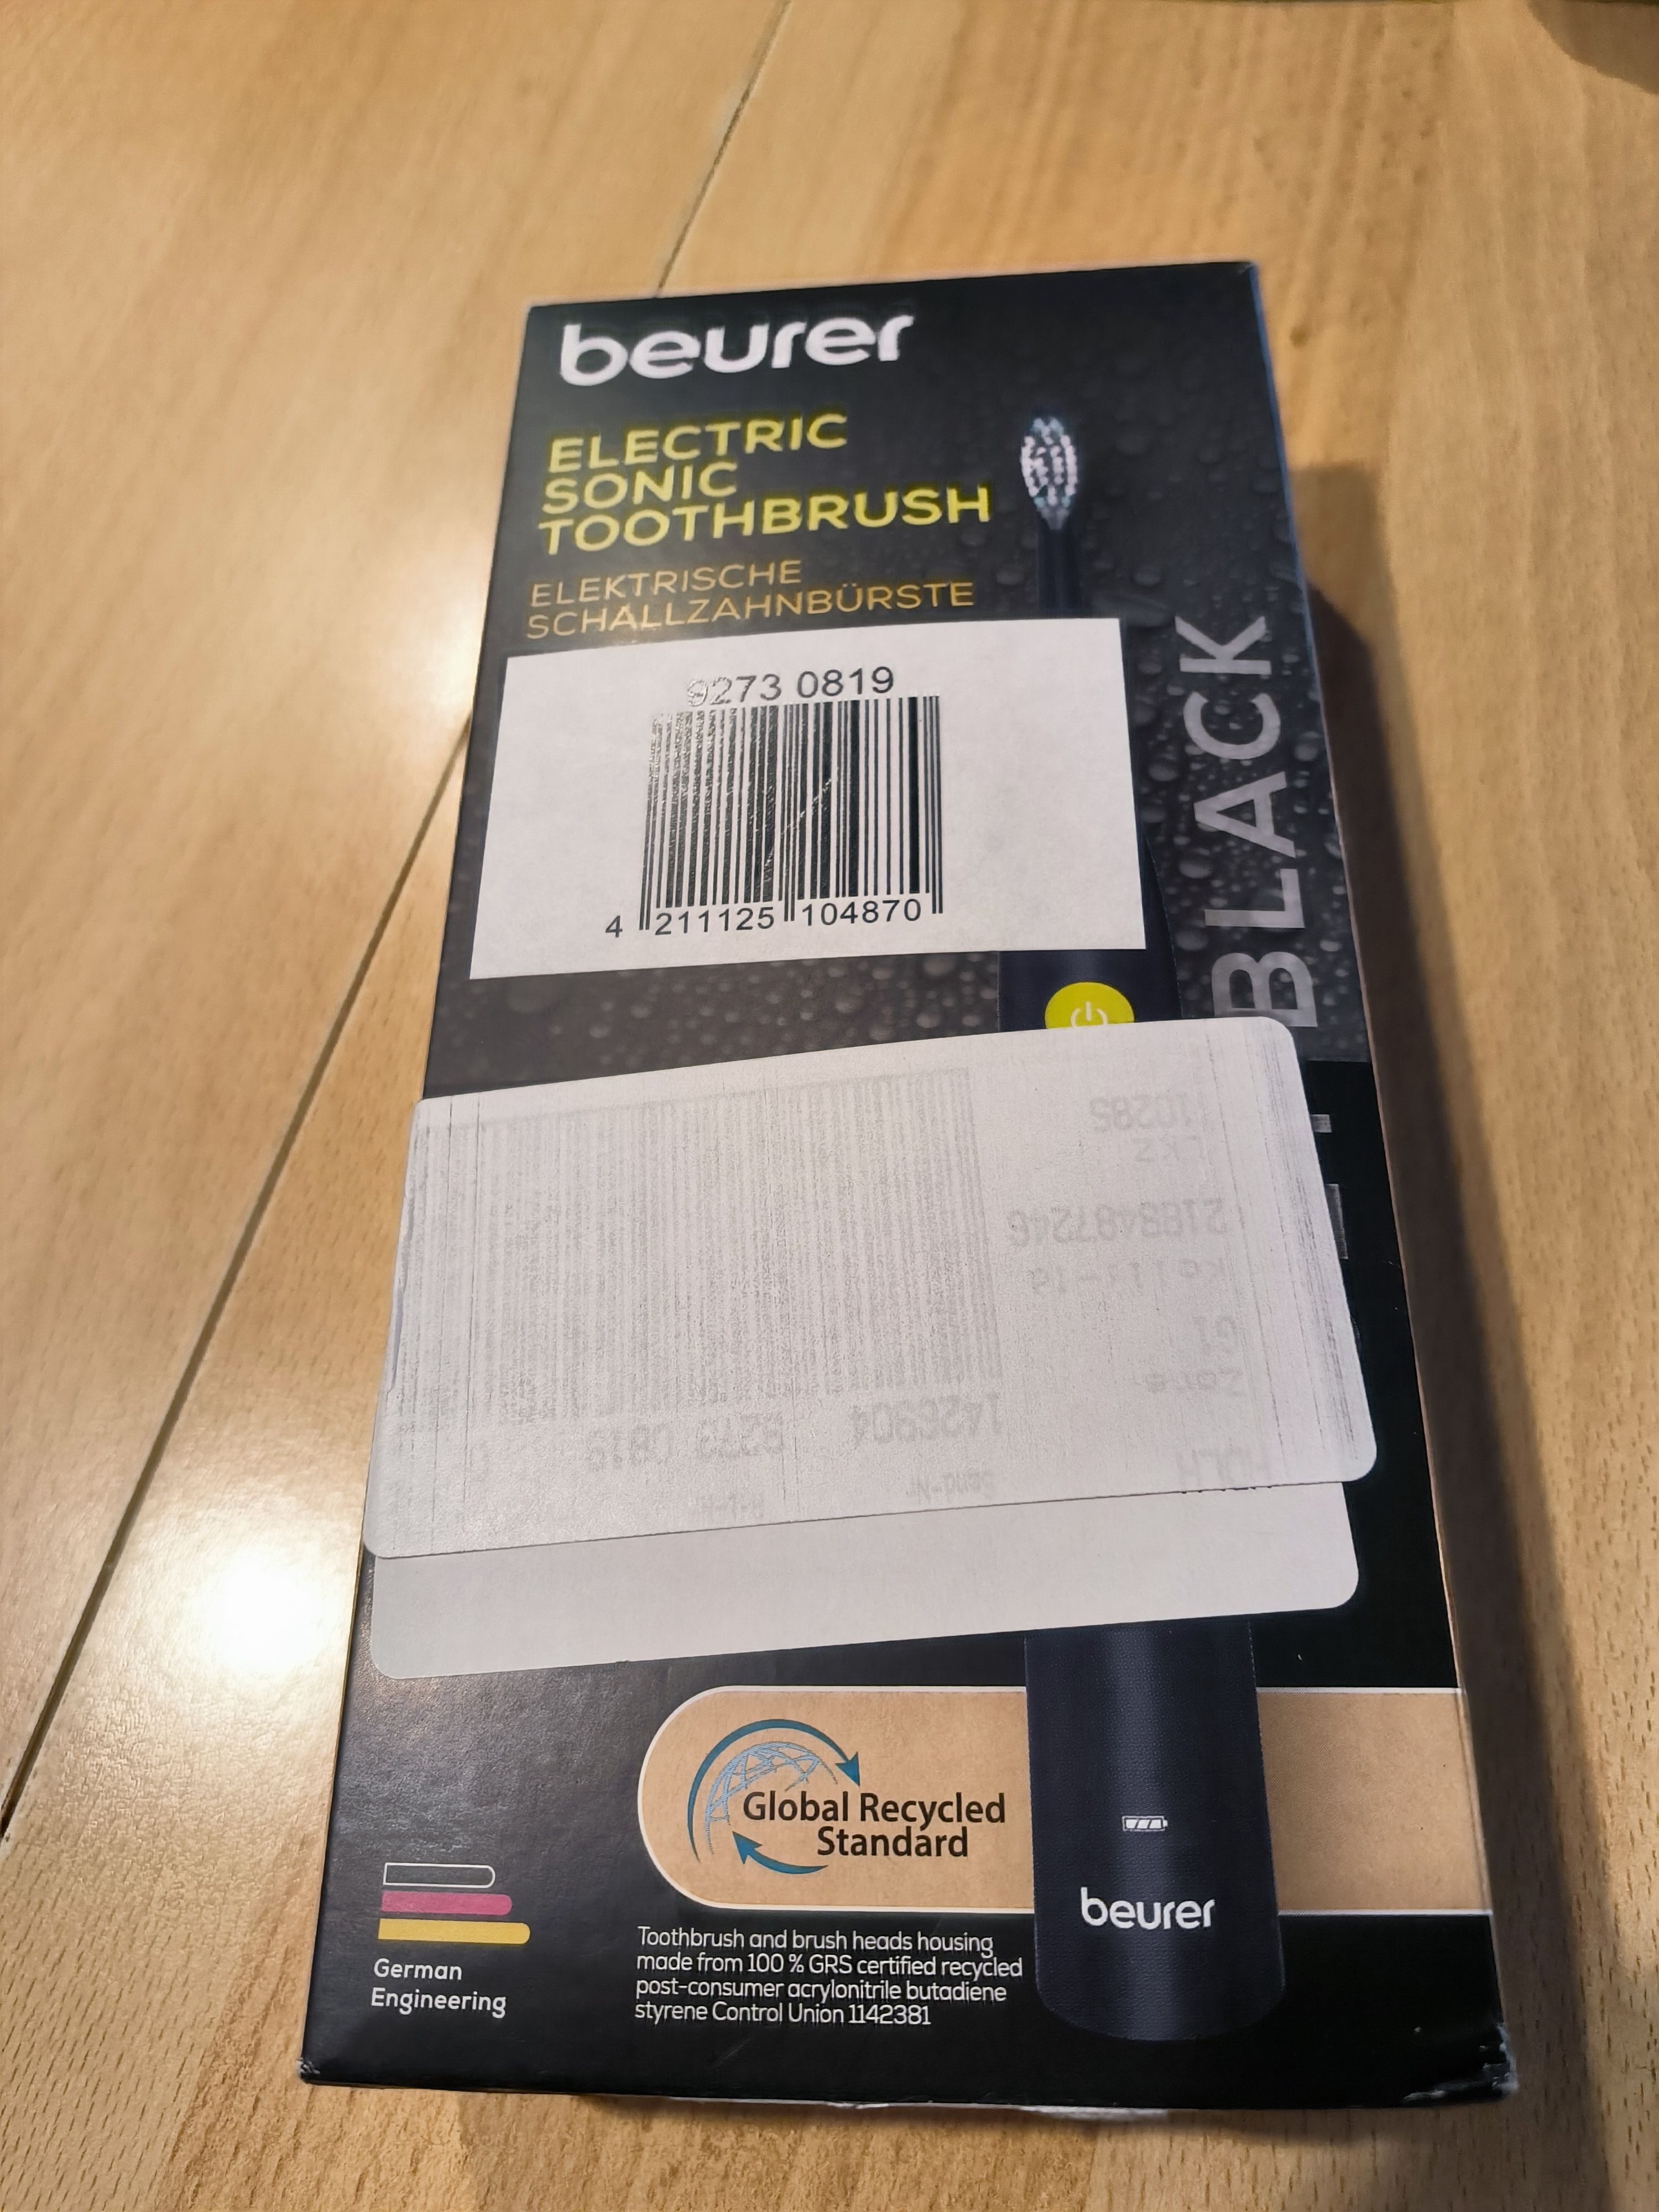 beurer
ELECTRIC
SONIC
TOOTHBRUSH
ELEKTRISCHE
SCHALLZAHNBÜRSTE
9273 0819
4 211125 104870
BLACK
Global Recycled
Standard
beurer
German
Engineering
Toothbrush and brush heads housing
made from 100 % GRS certified recycled
post-consumer acrylonitrile butadiene
styrene Control Union 1142381